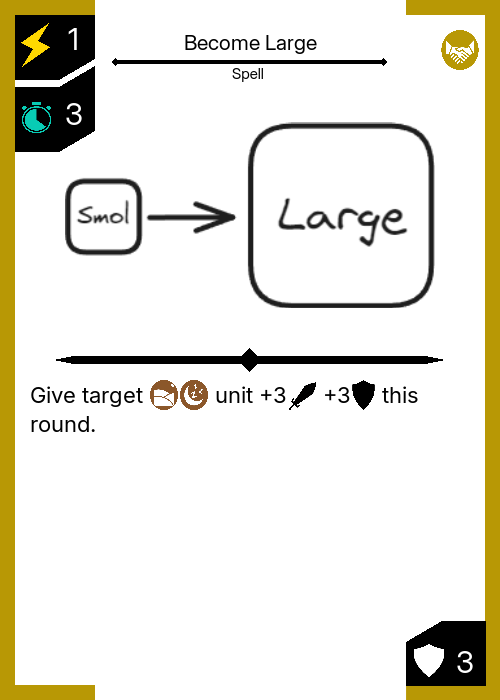 1
Become Large
Spell
3
Smol
Large
Give target unit +3 +3 this
round.
3